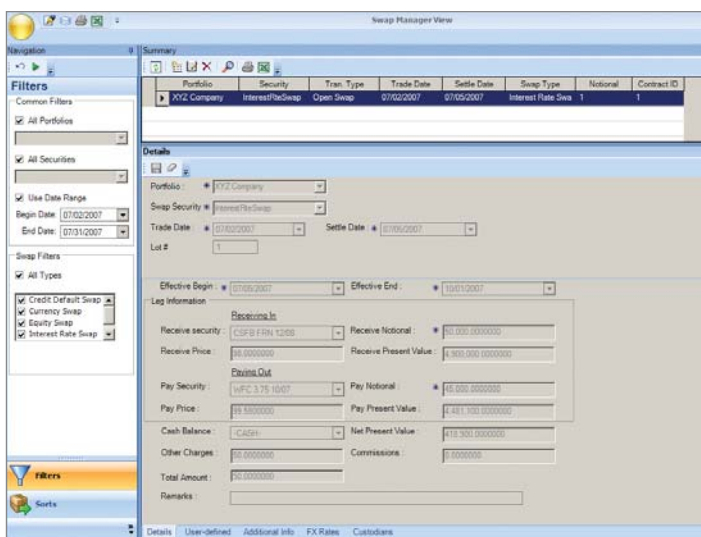 Swap Manager View
Navigation
Filters
Common Filters
All Portfolios
All Securities
Use Date Range
Begin Date: 07/02/2007
End Date: 07/31/2007
Swap Filters
All Types
Credit Default Swap
Currency Swap
Equity Swap
Interest Rate Swap
Filters
Sorts
Summary
Portfolio Security Tran. Type Trade Date Settle Date Swap Type Notional Contract ID
XYZ Company InterestRteSwap Open Swap 07/02/2007 07/05/2007 Interest Rate Swa 1 1
Details
Portfolio : XYZ Company
Swap Security InterestRteSwap
Trade Date : 07/02/2007 Settle Date : 07/05/2007
Lot # 1
Effective Begin : 07/05/2007 Effective End : 10/01/2007
Leg Information
Receiving In
Receive security : CSFB FRN 12/08 Receive Notional : 50,000.0000000
Receive Price : 98.0000000 Receive Present Value : 4,900,000.0000000
Paying Out
Pay Security : WFC 3.75 10/07 Pay Notional : 45,000.0000000
Pay Price : 99.5800000 Pay Present Value : 4,481,100.0000000
Cash Balance : -CASH- Net Present Value : 418,900.0000000
Other Charges : 50.0000000 Commissions : 0.0000000
Total Amount : 50.0000000
Remarks :
Details User-defined Additional Info FX Rates Custodians